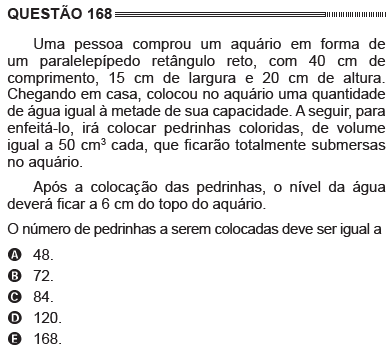 QUESTÃO 168
Uma pessoa comprou um aquário em forma de
um paralelepípedo retângulo reto, com 40 cm de
comprimento, 15 cm de largura e 20 cm de altura.
Chegando em casa, colocou no aquário uma quantidade
de água igual à metade de sua capacidade. A seguir, para
enfeitá-lo, irá colocar pedrinhas coloridas, de volume
igual a 50 cm³ cada, que ficarão totalmente submersas
no aquário.
Após a colocação das pedrinhas, o nível da água
deverá ficar a 6 cm do topo do aquário.
O número de pedrinhas a serem colocadas deve ser igual a
A 48.
B 72.
C 84.
D 120.
E 168.